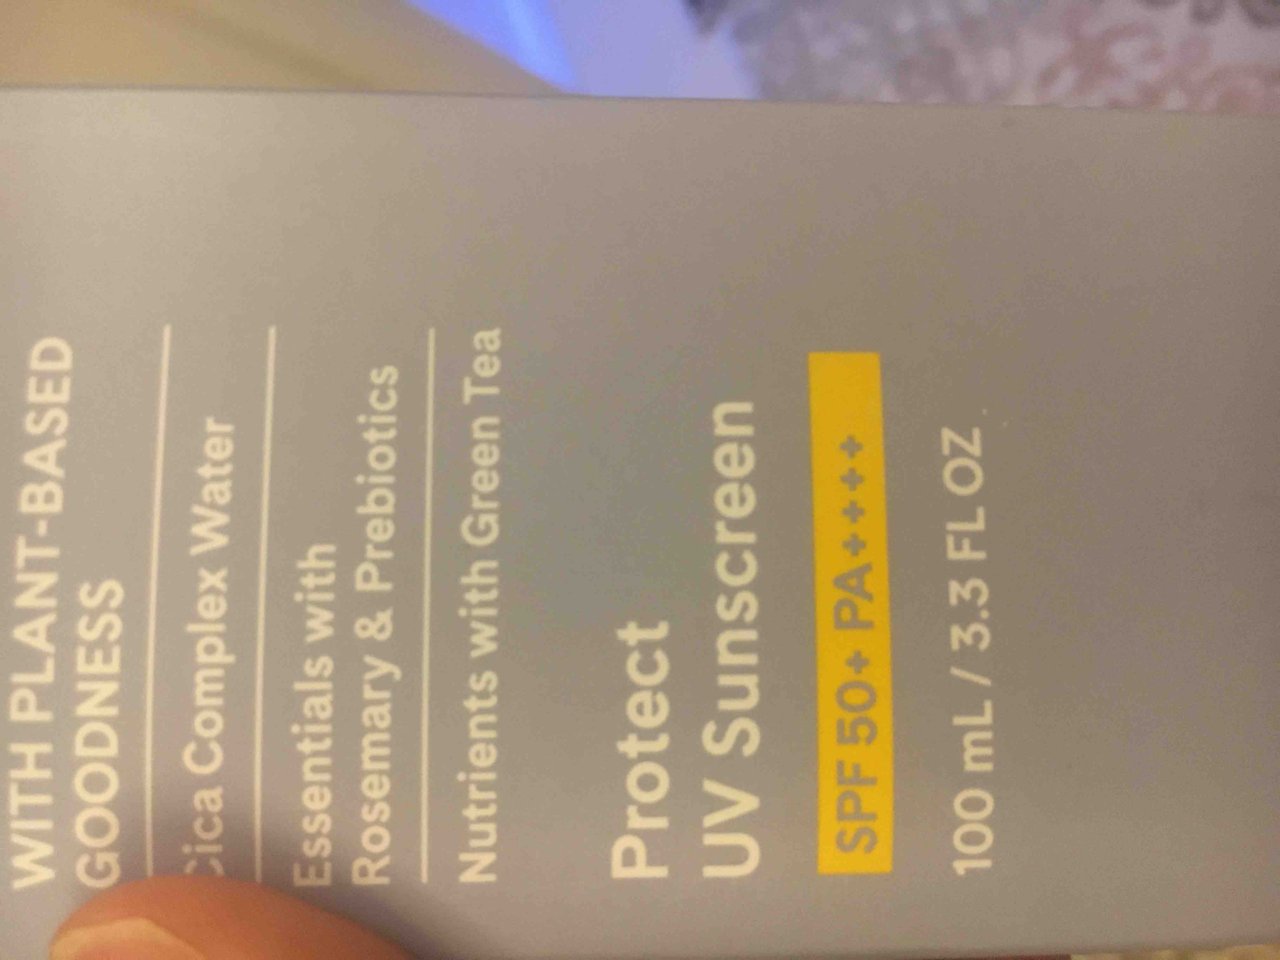 WITH PLANT-BASED
GOODNESS
Cica Complex Water
Essentials with
Rosemary & Prebiotics
Nutrients with Green Tea
Protect
UV Sunscreen
SPF 50+ PA++++
100 mL / 3.3 FL OZ.